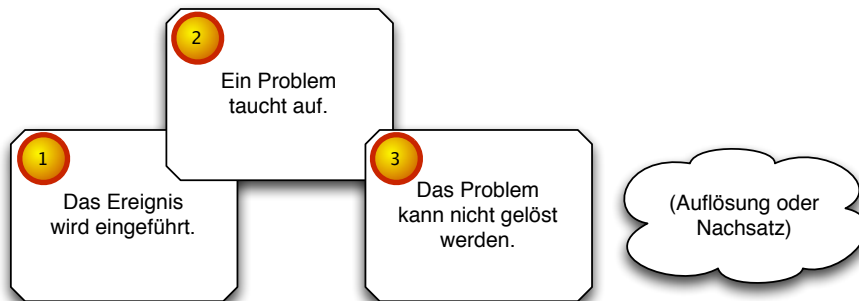 1
Das Ereignis
wird eingeführt.
2
Ein Problem
taucht auf.
3
Das Problem
kann nicht gelöst
werden.
(Auflösung oder
Nachsatz)